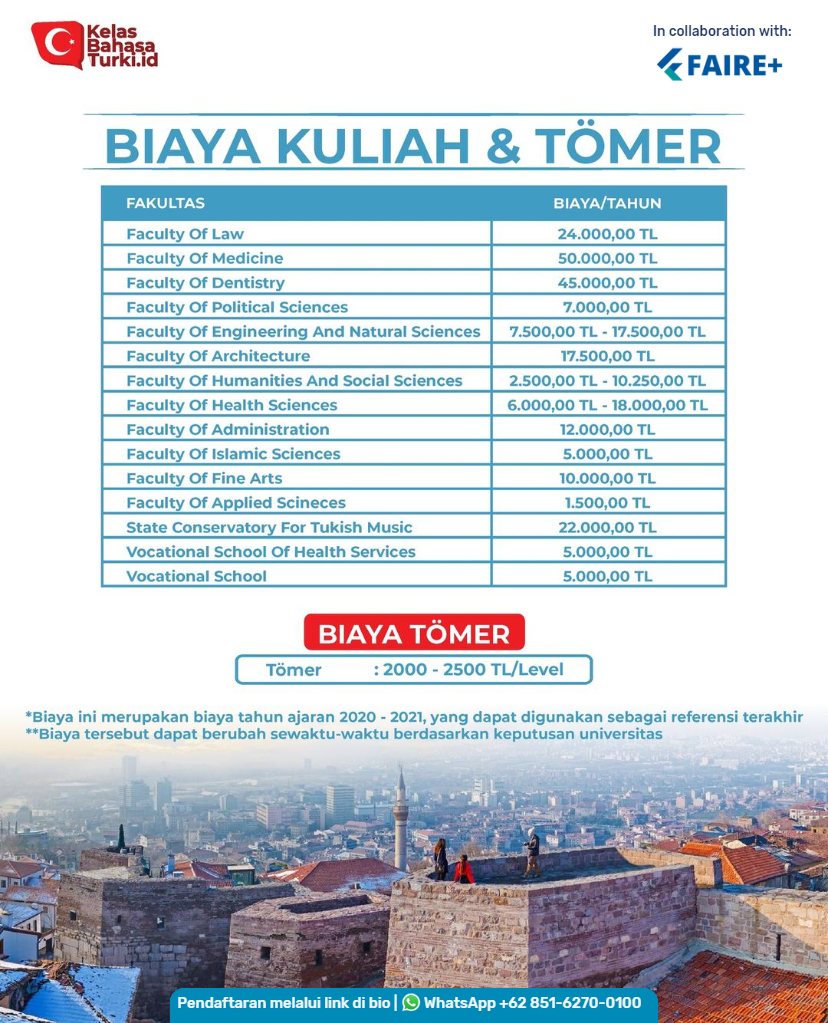 Kelas
Bahasa
Turki.id
In collaboration with:
FAIRE+
BIAYA KULIAH & TÖMER
FAKULTAS BIAYA/TAHUN
Faculty Of Law 24.000,00 TL
Faculty Of Medicine 50.000,00 TL
Faculty Of Dentistry 45.000,00 TL
Faculty Of Political Sciences 7.000,00 TL
Faculty Of Engineering And Natural Sciences 7.500,00 TL - 17.500,00 TL
Faculty Of Architecture 17.500,00 TL
Faculty Of Humanities And Social Sciences 2.500,00 TL - 10.250,00 TL
Faculty Of Health Sciences 6.000,00 TL - 18.000,00 TL
Faculty Of Administration 12.000,00 TL
Faculty Of Islamic Sciences 5.000,00 TL
Faculty Of Fine Arts 10.000,00 TL
Faculty Of Applied Scineces 1.500,00 TL
State Conservatory For Tukish Music 22.000,00 TL
Vocational School Of Health Services 5.000,00 TL
Vocational School 5.000,00 TL
BIAYA TÖMER
Tömer : 2000 - 2500 TL/Level
*Biaya ini merupakan biaya tahun ajaran 2020 - 2021, yang dapat digunakan sebagai referensi terakhir
**Biaya tersebut dapat berubah sewaktu-waktu berdasarkan keputusan universitas
Pendaftaran melalui link di bio | WhatsApp +62 851-6270-0100